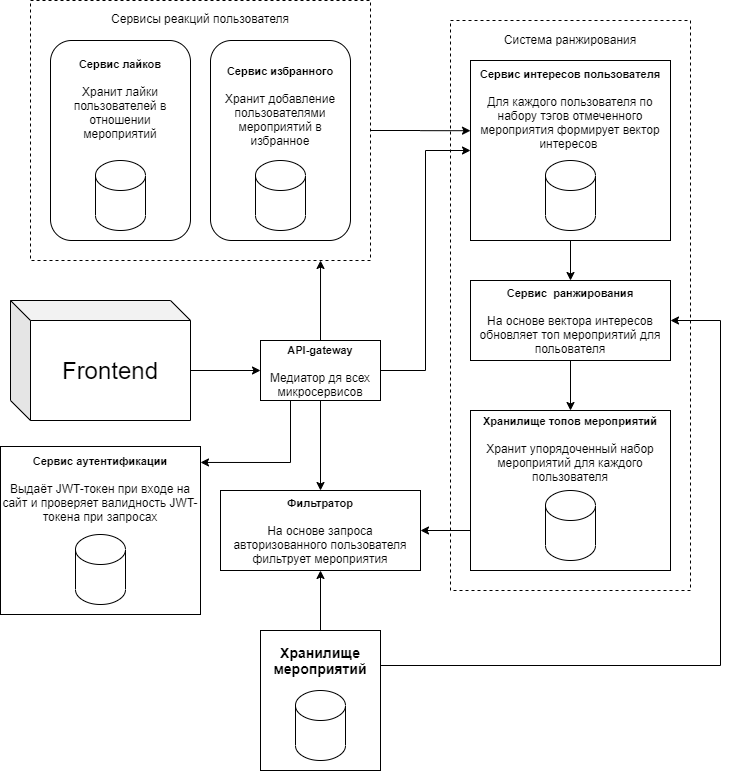 Сервисы реакций пользователя
Сервис лайков
Хранит лайки
пользователей в
отношении
мероприятий
Сервис избранного
Хранит добавление
пользователями
мероприятий в
избранное
Система ранжирования
Сервис интересов пользователя
Для каждого пользователя по
набору тэгов отмеченного
мероприятия формирует вектор
интересов
Сервис ранжирования
На основе вектора интересов
обновляет топ мероприятий для
польователя
Хранилище топов мероприятий
Хранит упорядоченный набор
мероприятий для каждого
пользователя
Frontend
API-gateway
Медиатор дя всех
микросервисов
Сервис аутентификации
Выдаёт JWT-токен при входе на
сайт и проверяет валидность JWT-
токена при запросах
Фильтратор
На основе запроса
авторизованного пользователя
фильтрует мероприятия
Хранилище
мероприятий